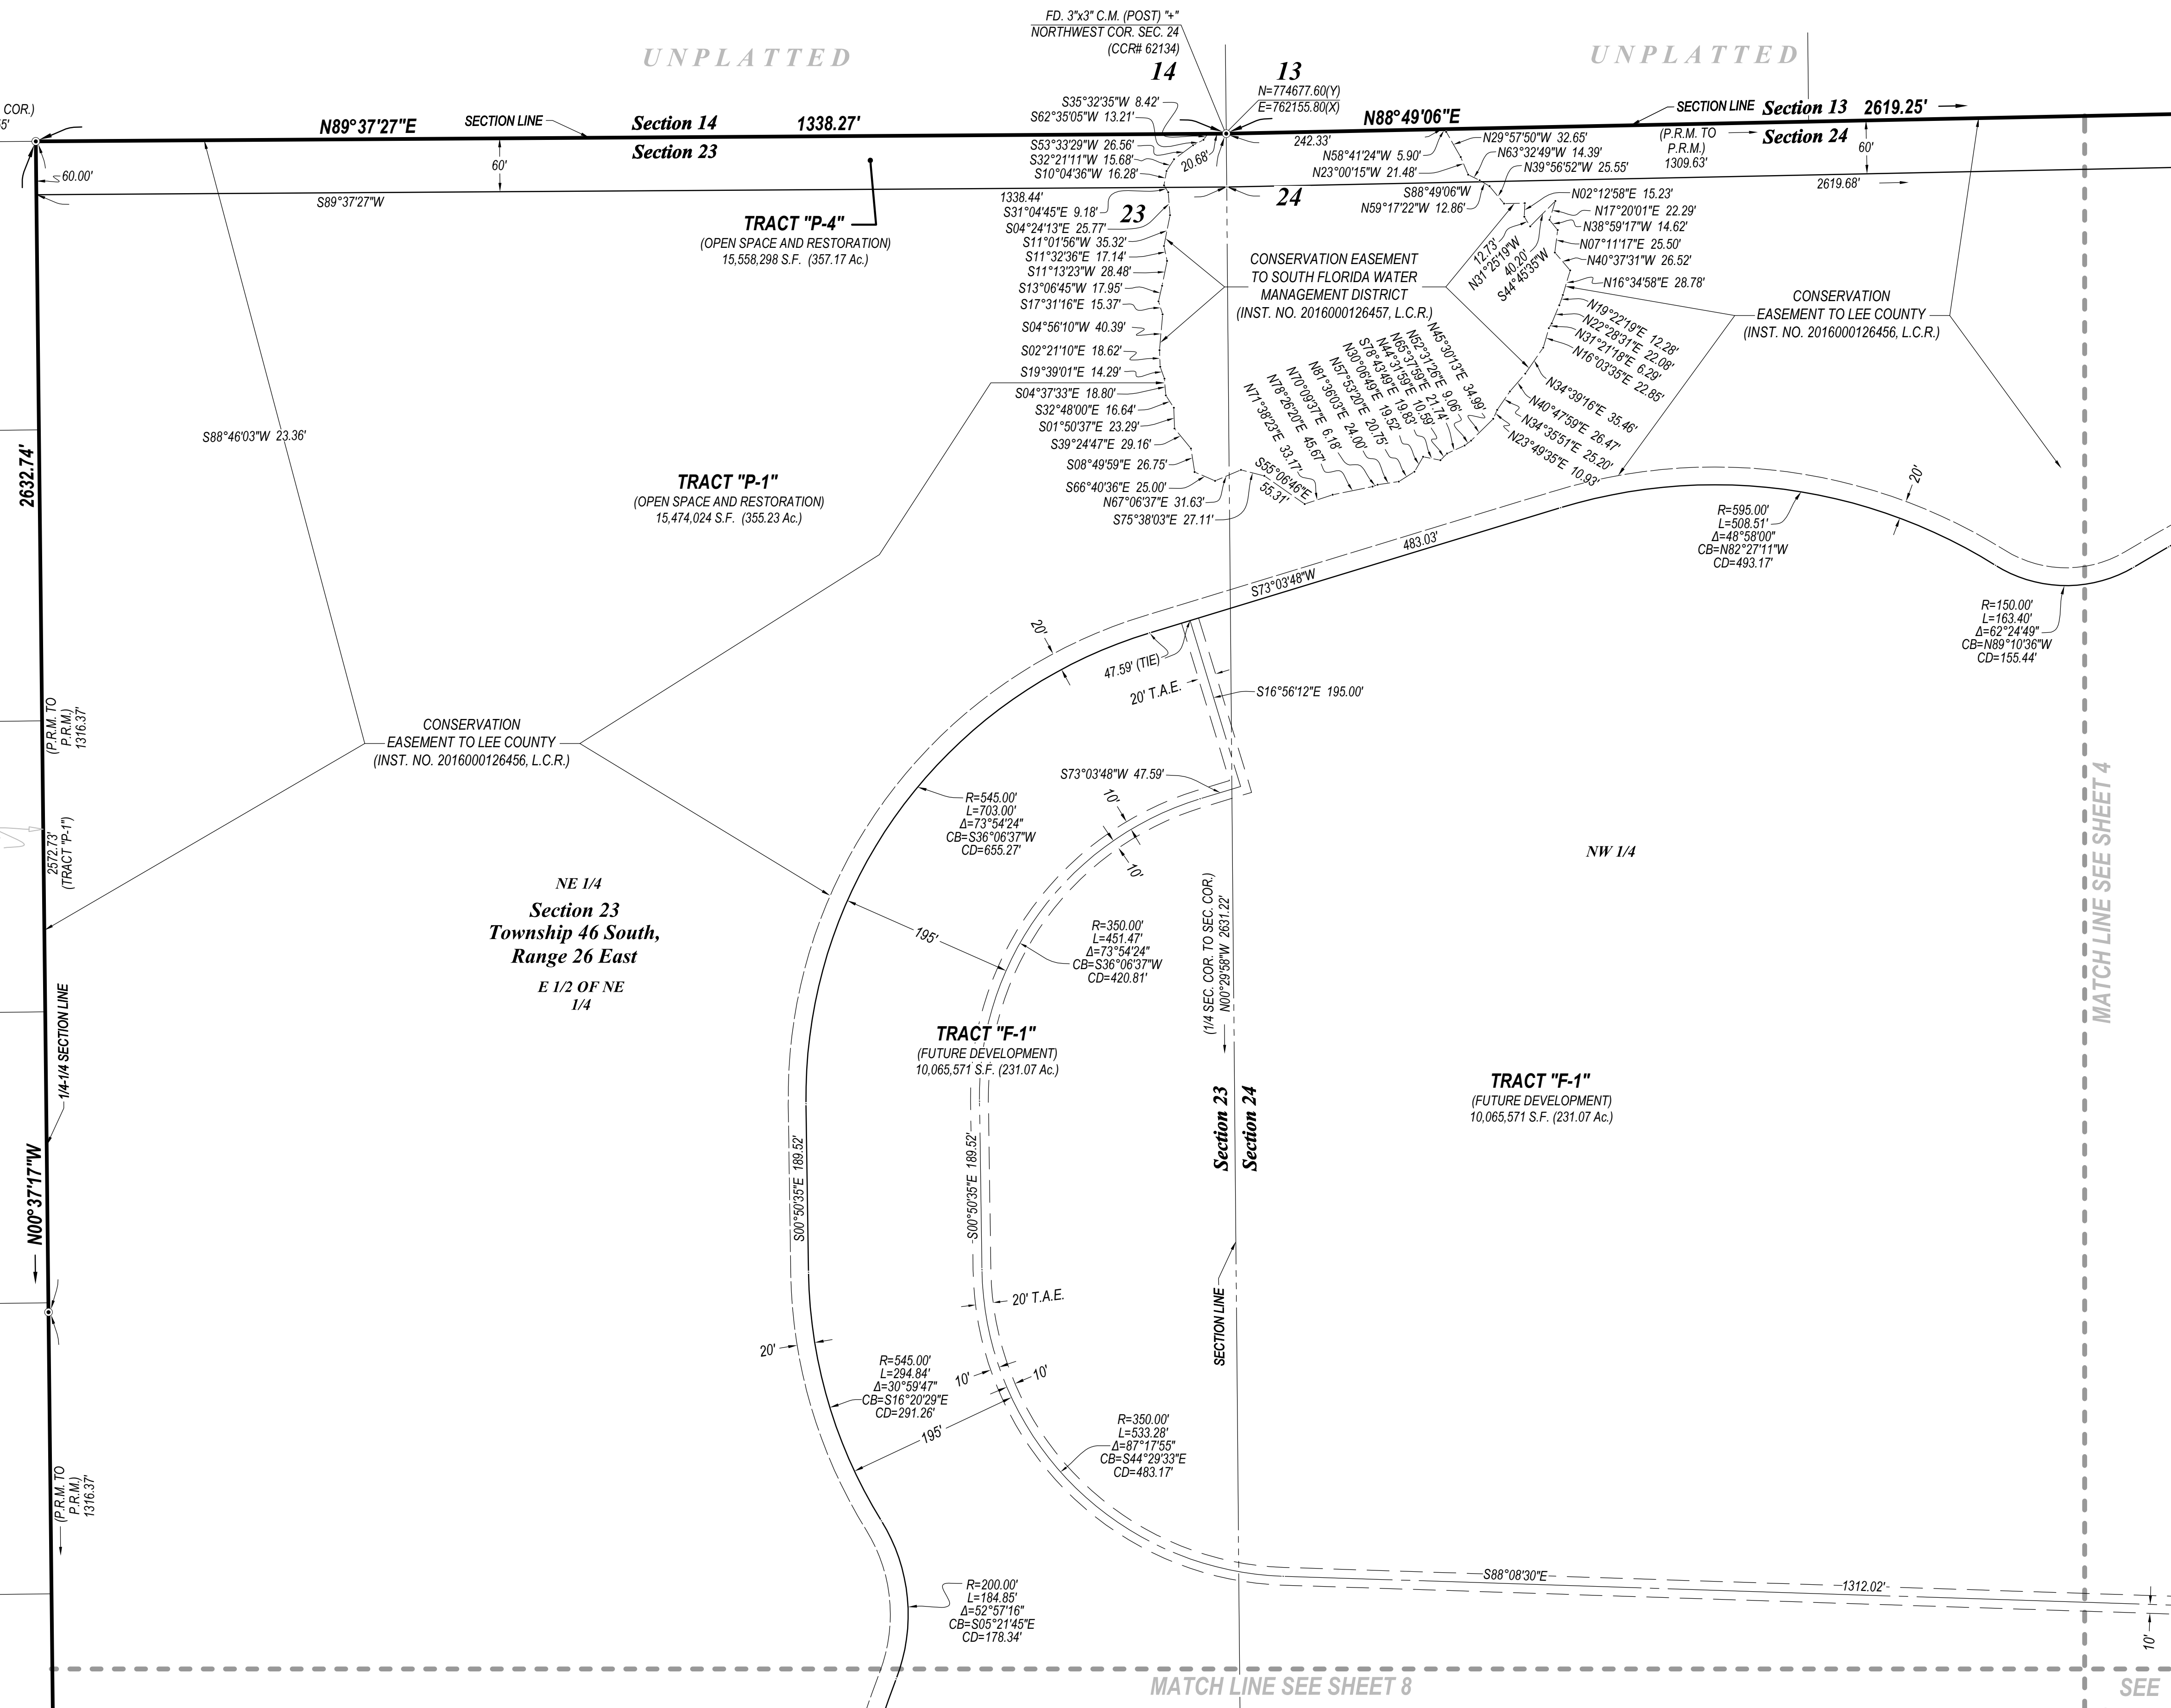 FD. 3"x3" C.M. (POST) "+"
NORTHWEST COR. SEC. 24
(CCR# 62134)
UNPLATTED
UNPLATTED
14
13
N=774677.60(Y)
E=762155.80(X)
COR.)
S35°32'35"W 8.42'
S62°35'05"W 13.21'
N89°37'27"E
SECTION LINE
Section 14
1338.27'
Section 23
N88°49'06"E
SECTION LINE
Section 13
2619.25'
(P.R.M. TO
P.R.M.)
1309.63'
Section 24
60'
60'
60.00'
S89°37'27"W
2619.68'
S53°33'29"W 26.56'
S32°21'11"W 15.68'
S10°04'36"W 16.28'
20.68'
242.33'
1338.44'
S31°04'45"E 9.18'
23
24
S04°24'13"E 25.77'
S11°01'56"W 35.32'
S11°32'36"E 17.14'
S11°13'23"W 28.48'
S13°06'45"W 17.95'
S17°31'16"E 15.37'
S04°56'10"W 40.39'
S02°21'10"E 18.62'
S19°39'01"E 14.29'
S04°37'33"E 18.80'
S32°48'00"E 16.64'
S01°50'37"E 23.29'
S39°24'47"E 29.16'
S08°49'59"E 26.75'
S66°40'36"E 25.00'
N67°06'37"E 31.63'
S75°38'03"E 27.11'
S55°06'46"E
55.31'
N71°38'23"E 33.17'
N78°26'20"E 45.67'
N70°09'37"E 6.18'
N81°36'03"E 24.00'
N57°53'20"E 20.75'
N30°06'49"E 19.52'
S78°43'49"E 19.83'
N44°31'59"E 10.59'
N65°37'59"E 21.74'
N52°31'26"E 9.06'
N45°30'13"E 34.99'
N29°57'50"W 32.65'
N58°41'24"W 5.90'
N63°32'49"W 14.39'
N23°00'15"W 21.48'
N39°56'52"W 25.55'
S88°49'06"W
N59°17'22"W 12.86'
N02°12'58"E 15.23'
N17°20'01"E 22.29'
N38°59'17"W 14.62'
12.73'
N31°25'19"W
40.20'
S44°45'35"W
N07°11'17"E 25.50'
N40°37'31"W 26.52'
N16°34'58"E 28.78'
N19°22'19"E 12.28'
N22°28'31"E 22.08'
N31°21'18"E 6.29'
N16°03'35"E 22.85'
N34°39'16"E 35.46'
N40°47'59"E 26.47'
N34°35'51"E 25.20'
N23°49'35"E 10.93'
TRACT "P-4"
(OPEN SPACE AND RESTORATION)
15,558,298 S.F. (357.17 Ac.)
CONSERVATION EASEMENT
TO SOUTH FLORIDA WATER
MANAGEMENT DISTRICT
(INST. NO. 2016000126457, L.C.R.)
CONSERVATION
EASEMENT TO LEE COUNTY
(INST. NO. 2016000126456, L.C.R.)
S88°46'03"W 23.36'
2632.74'
TRACT "P-1"
(OPEN SPACE AND RESTORATION)
15,474,024 S.F. (355.23 Ac.)
483.03'
S73°03'48"W
20'
R=595.00'
L=508.51'
Δ=48°58'00"
CB=N82°27'11"W
CD=493.17'
R=150.00'
L=163.40'
Δ=62°24'49"
CB=N89°10'36"W
CD=155.44'
20'
47.59' (TIE)
20' T.A.E.
S16°56'12"E 195.00'
(P.R.M. TO
P.R.M.)
1316.37'
CONSERVATION
EASEMENT TO LEE COUNTY
(INST. NO. 2016000126456, L.C.R.)
S73°03'48"W 47.59'
10'
10'
R=545.00'
L=703.00'
Δ=73°54'24"
CB=S36°06'37"W
CD=655.27'
2572.73'
(TRACT "P-1")
NW 1/4
MATCH LINE SEE SHEET 4
NE 1/4
Section 23
Township 46 South,
Range 26 East
E 1/2 OF NE
1/4
195'
R=350.00'
L=451.47'
Δ=73°54'24"
CB=S36°06'37"W
CD=420.81'
(1/4 SEC. COR. TO SEC. COR.)
N00°29'58"W 2631.22'
1/4-1/4 SECTION LINE
TRACT "F-1"
(FUTURE DEVELOPMENT)
10,065,571 S.F. (231.07 Ac.)
TRACT "F-1"
(FUTURE DEVELOPMENT)
10,065,571 S.F. (231.07 Ac.)
Section 23
Section 24
N00°37'17"W
S00°50'35"E 189.52'
S00°50'35"E 189.52'
20' T.A.E.
SECTION LINE
20'
R=545.00'
L=294.84'
Δ=30°59'47"
CB=S16°20'29"E
CD=291.26'
10'
10'
195'
R=350.00'
L=533.28'
Δ=87°17'55"
CB=S44°29'33"E
CD=483.17'
(P.R.M. TO
P.R.M.)
1316.37'
R=200.00'
L=184.85'
Δ=52°57'16"
CB=S05°21'45"E
CD=178.34'
S88°08'30"E
1312.02'
10'
MATCH LINE SEE SHEET 8
SEE